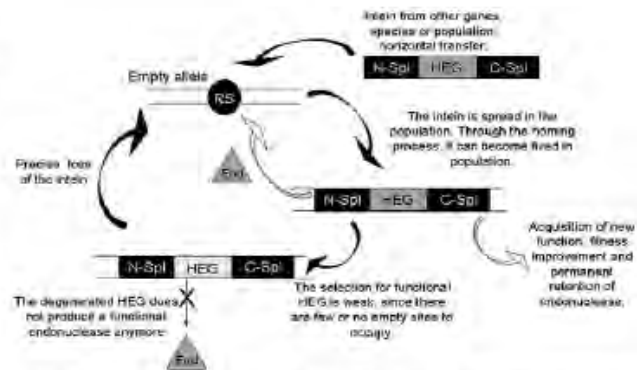 Intein from other genes,
species or population
horizontal transfer.
N-Spl HEG C-Spl
Empty allele
RS
The intein is spread in the
population. Through the homing
process, it can become fixed in
population.
Precise loss
of the intein
End
N-Spl HEG C-Spl
Acquisition of new
function, fitness
improvement and
permanent
retention of
endonuclease.
N-Spl HEG C-Spl
The degenerated HEG does
not produce a functional
endonuclease anymore
The selection for functional
HEG is weak, since there
are few or no empty sites to
occupy.
End